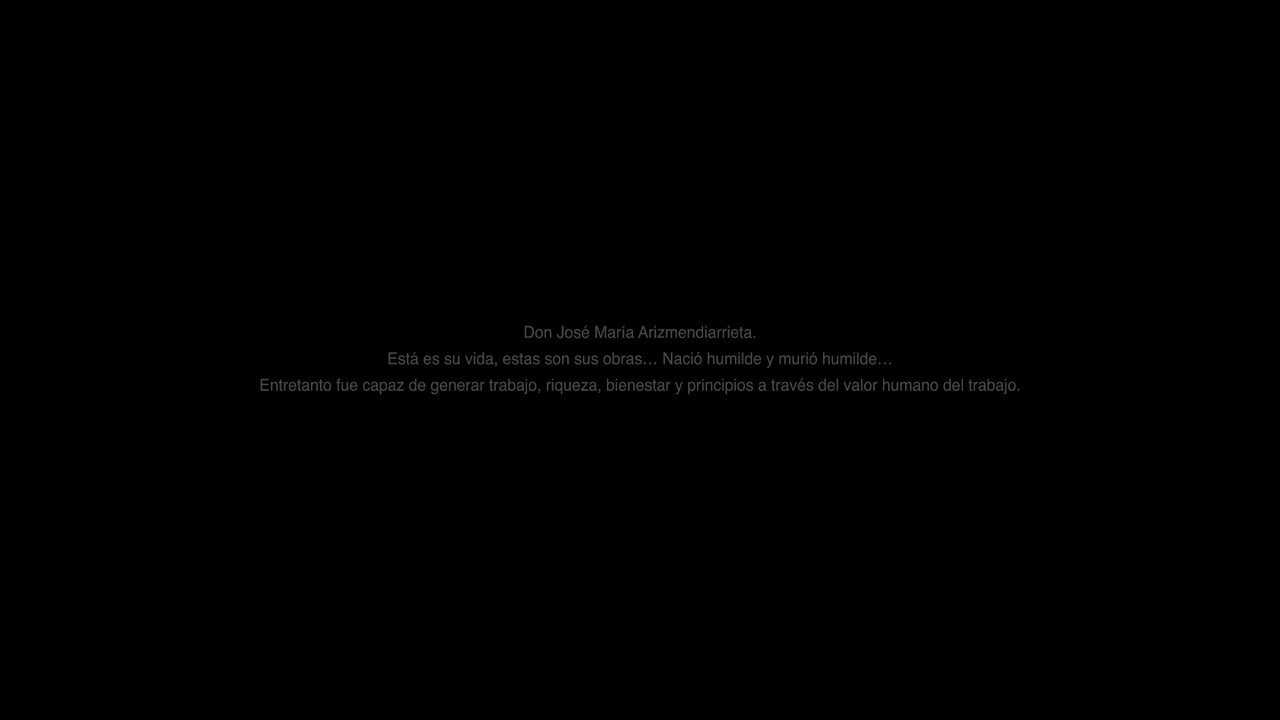 Don José María Arizmendiarrieta.
Está es su vida, estas son sus obras… Nació humilde y murió humilde…
Entretanto fue capaz de generar trabajo, riqueza, bienestar y principios a través del valor humano del trabajo.